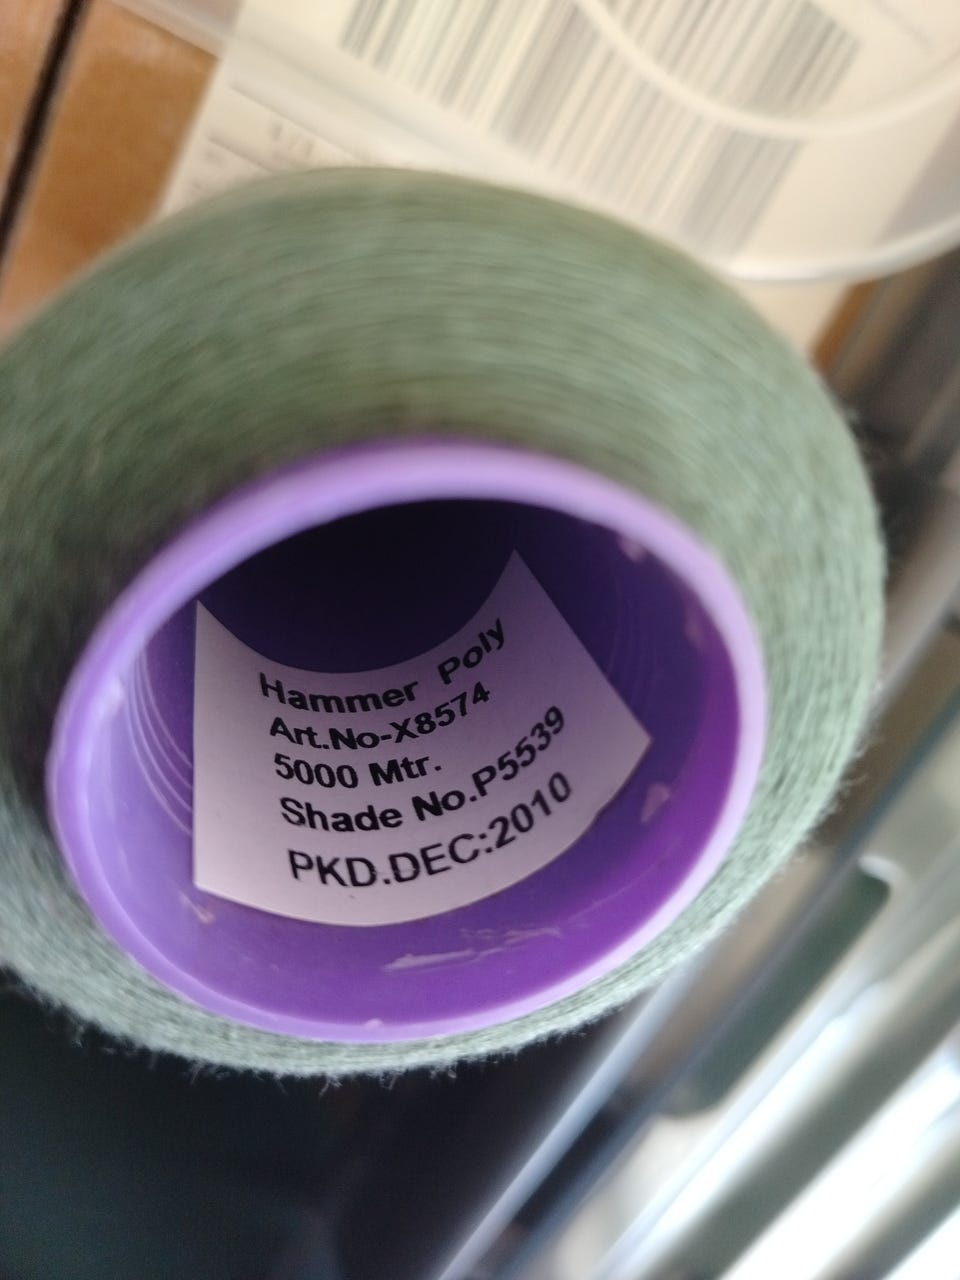 Hammer Poly
Art.No-X8574
5000 Mtr.
Shade No.P5539
PKD.DEC:2010